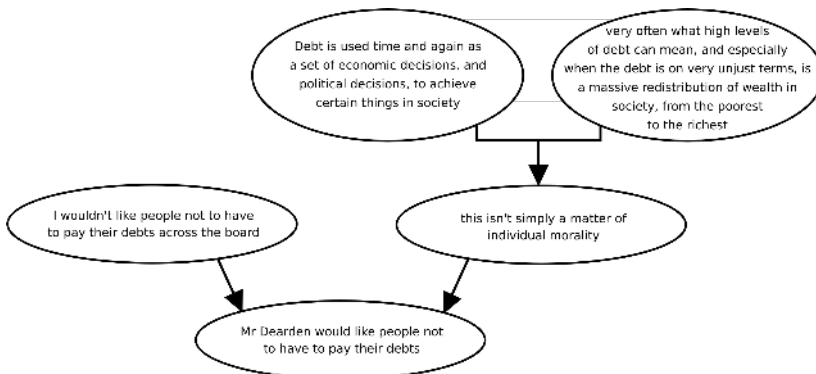 Debt is used time and again as
a set of economic decisions, and
political decisions, to achieve
certain things in society
very often what high levels
of debt can mean, and especially
when the debt is on very unjust terms, is
a massive redistribution of wealth in
society, from the poorest
to the richest
I wouldn't like people not to have
to pay their debts across the board
this isn't simply a matter of
individual morality
Mr Dearden would like people not
to have to pay their debts